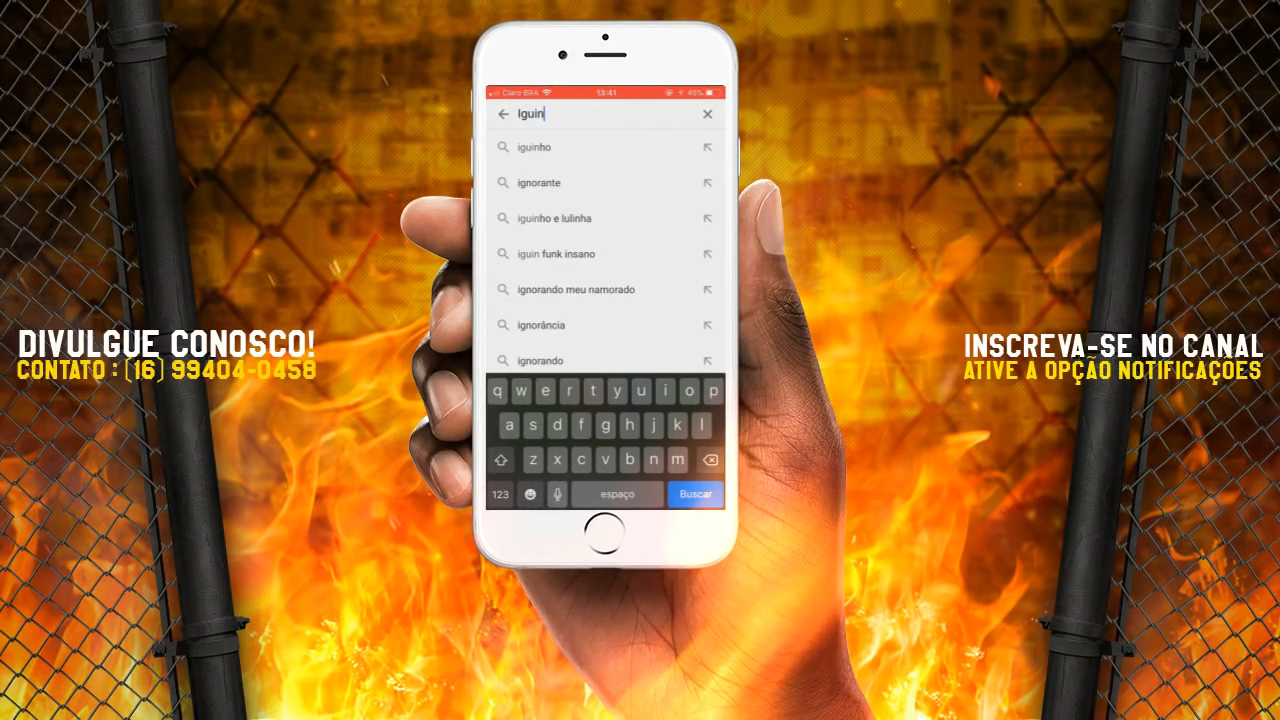 Claro BRA 13:41 45%
Iguin
iguinho
ignorante
iguinho e lulinha
iguin funk insano
ignorando meu namorado
ignorância
ignorando
q w e r t y u i o p
a s d f g h j k l
z x c v b n m
123 espaço Buscar
DIVULGUE CONOSCO!
CONTATO : (16) 99404-0458
INSCREVA-SE NO CANAL
ATIVE A OPÇÃO NOTIFICAÇÕES